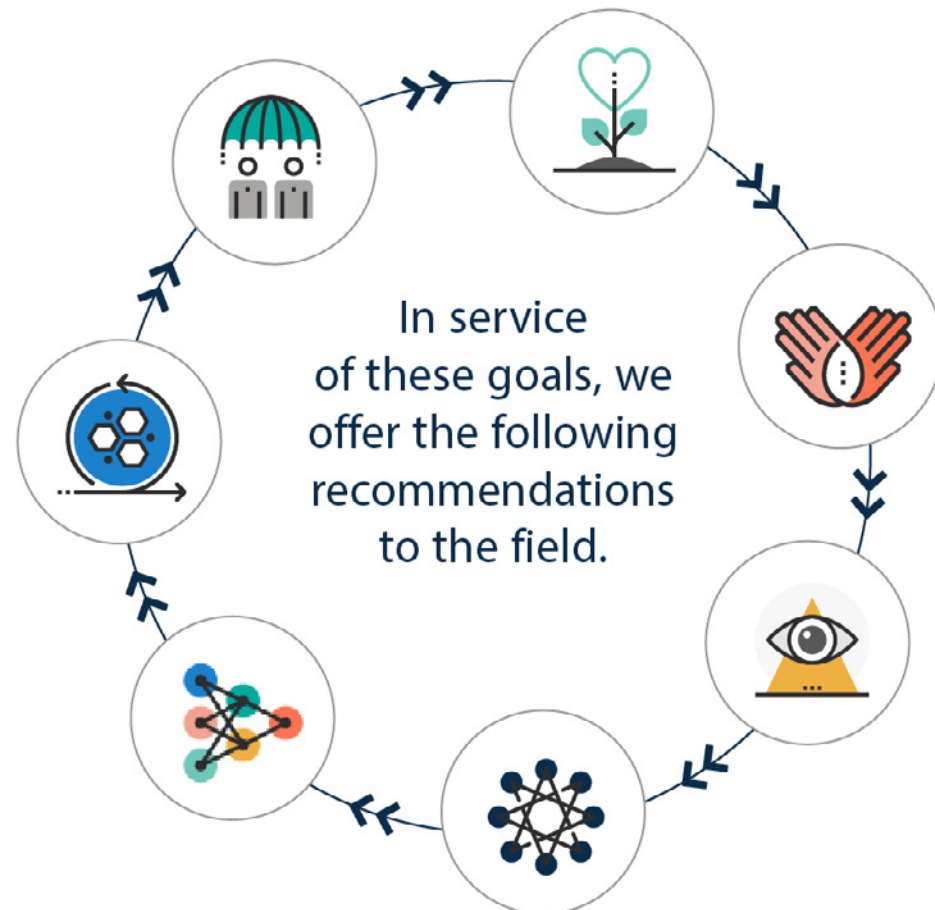 In service
of these goals, we
offer the following
recommendations
to the field.